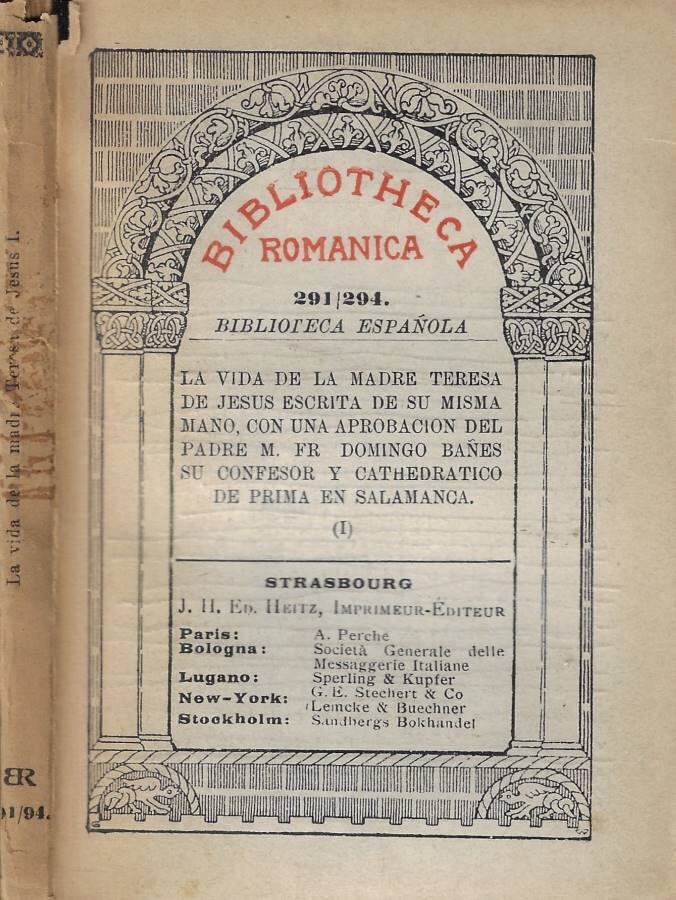 BIBLIOTHECA
ROMANICA
291/294.
BIBLIOTECA ESPAÑOLA
LA VIDA DE LA MADRE TERESA
DE JESUS ESCRITA DE SU MISMA
MANO, CON UNA APROBACION DEL
PADRE M. FR DOMINGO BAÑES
SU CONFESOR Y CATHEDRATICO
DE PRIMA EN SALAMANCA.
(I)
STRASBOURG
J. H. ED. HEITZ, IMPRIMEUR-ÉDITEUR
Paris: A. Perche
Bologna: Società Generale delle
Messaggerie Italiane
Lugano: Sperling & Kupfer
New-York: G. E. Stechert & Co
Lemcke & Buechner
Stockholm: Sandbergs Bokhandel
La vida de la madre Teresa de Jesus I.
BR
91/94.